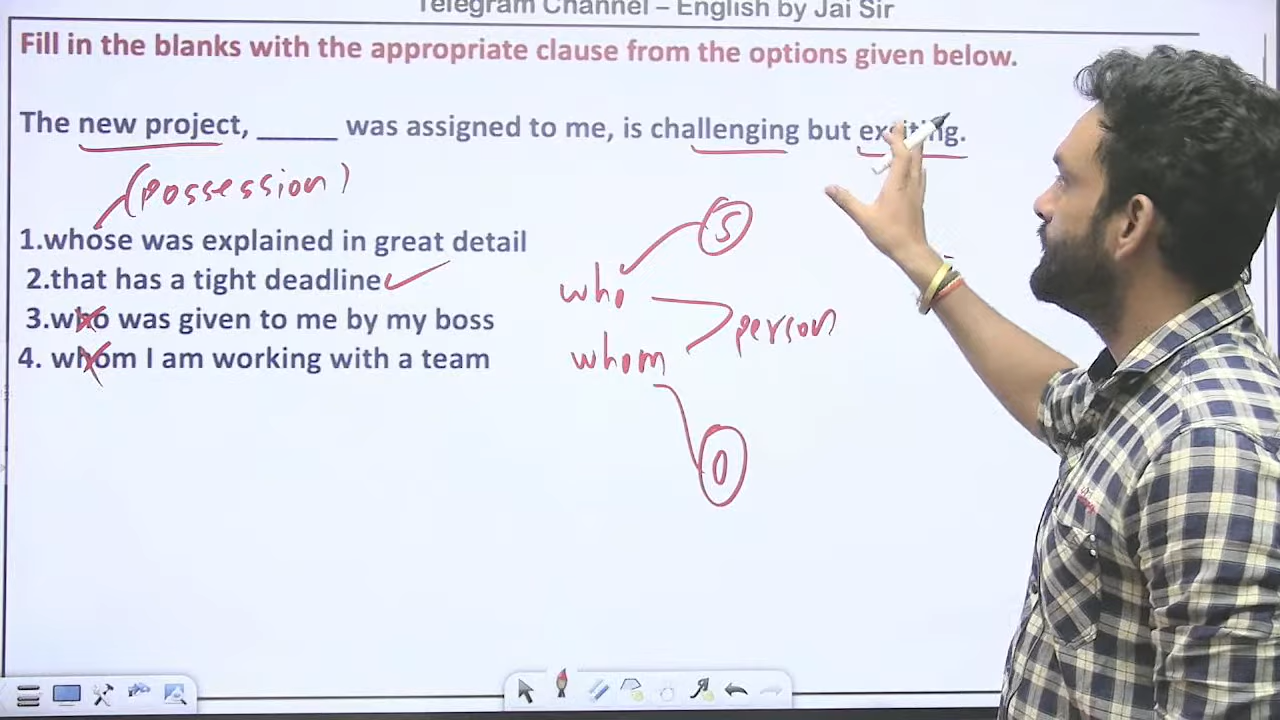 Telegram Channel – English by Jai Sir
Fill in the blanks with the appropriate clause from the options given below.
The new project, _____ was assigned to me, is challenging but exciting.
(possession)
1.whose was explained in great detail
2.that has a tight deadline
3.who was given to me by my boss
4. whom I am working with a team
S
who
person
whom
O